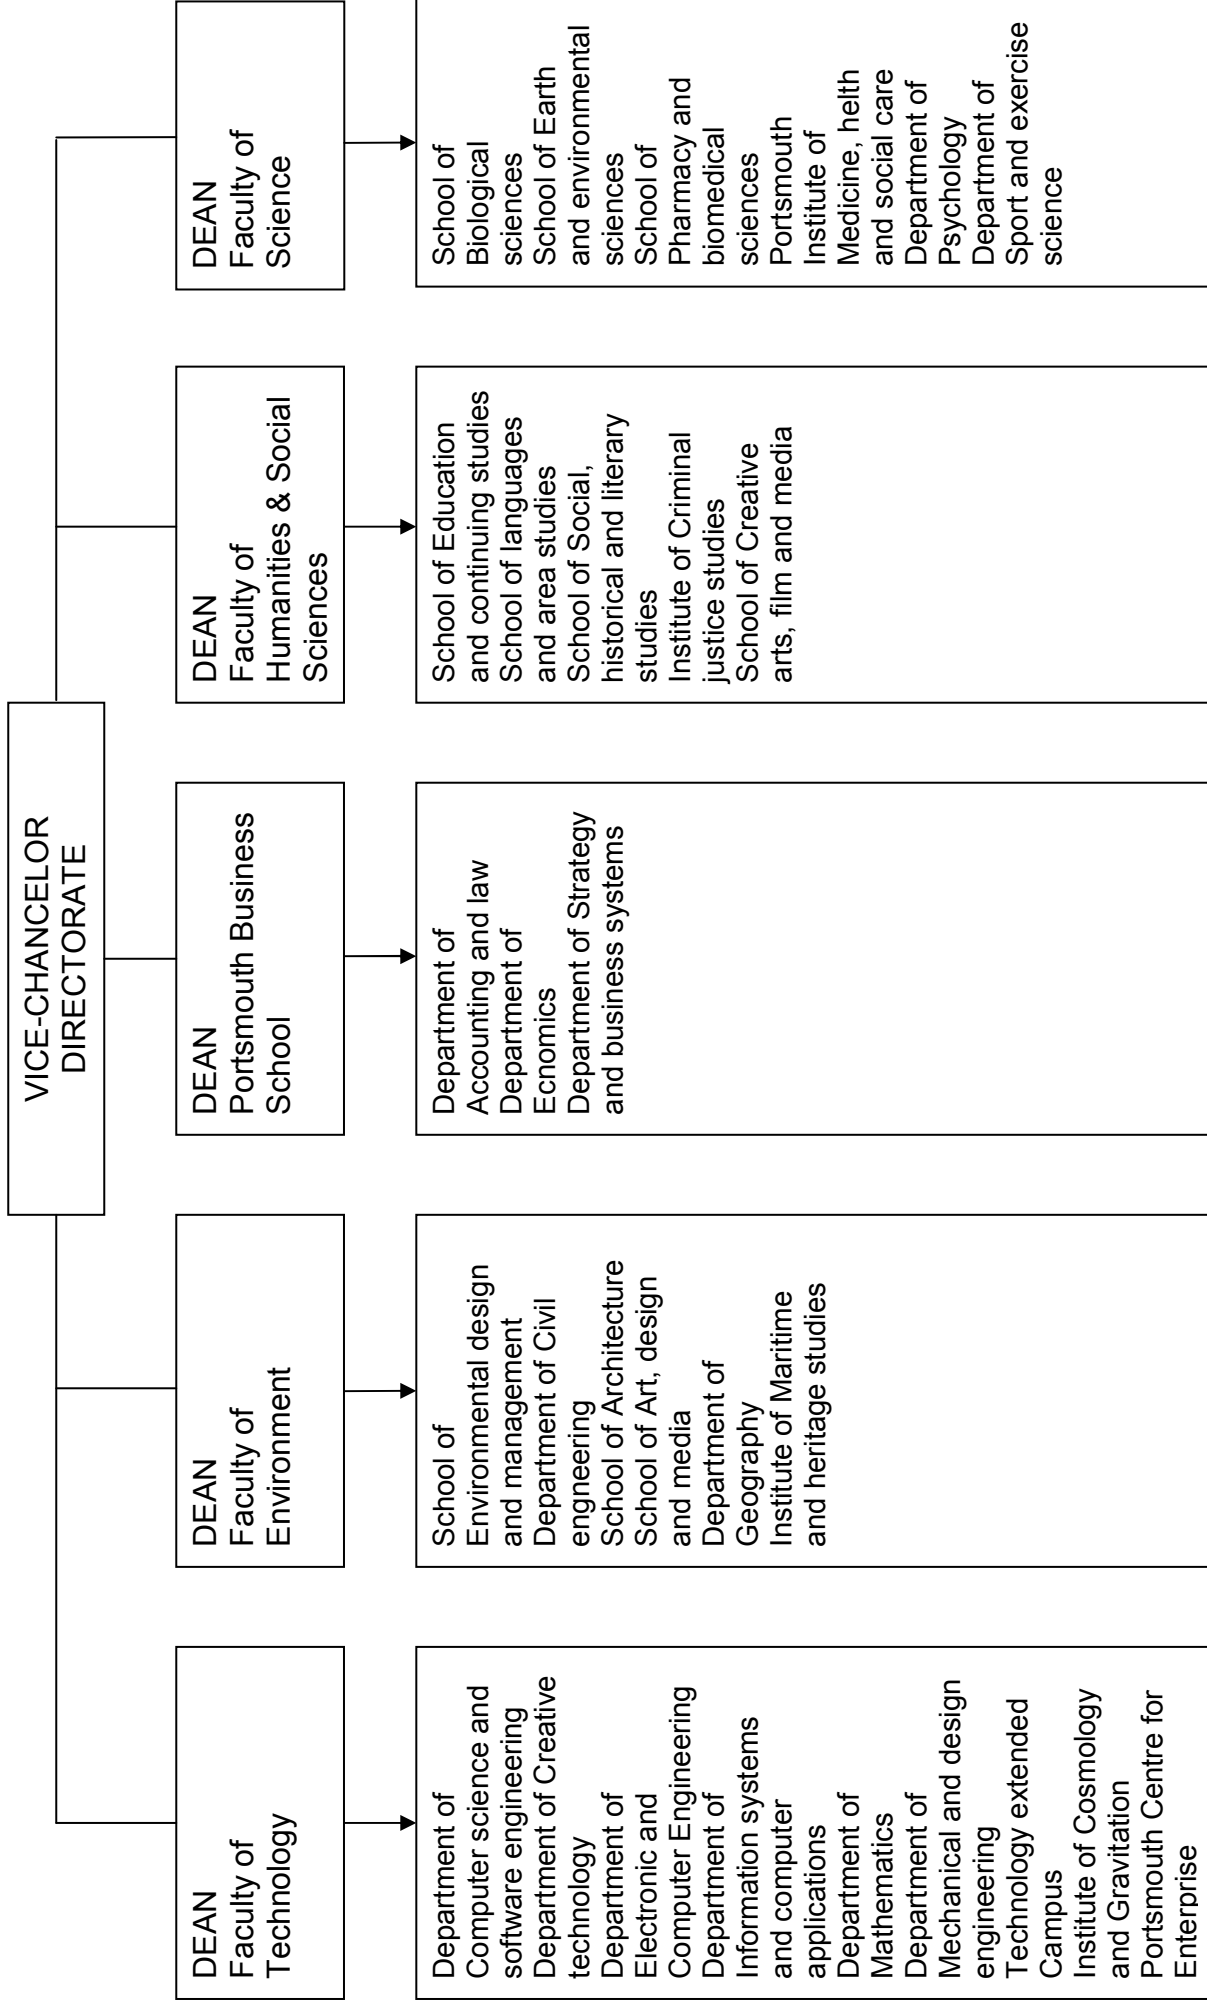 VICE-CHANCELOR
DIRECTORATE
DEAN
Faculty of
Technology
DEAN
Faculty of
Environment
DEAN
Portsmouth Business
School
DEAN
Faculty of
Humanities & Social
Sciences
DEAN
Faculty of
Science
Department of
Computer science and
software engineering
Department of Creative
technology
Department of
Electronic and
Computer Engineering
Department of
Information systems
and computer
applications
Department of
Mathematics
Department of
Mechanical and design
engineering
Technology extended
Campus
Institute of Cosmology
and Gravitation
Portsmouth Centre for
Enterprise
School of
Environmental design
and management
Department of Civil
engneering
School of Architecture
School of Art, design
and media
Department of
Geography
Institute of Maritime
and heritage studies
Department of
Accounting and law
Department of
Ecnomics
Department of Strategy
and business systems
School of Education
and continuing studies
School of languages
and area studies
School of Social,
historical and literary
studies
Institute of Criminal
justice studies
School of Creative
arts, film and media
School of
Biological
sciences
School of Earth
and environmental
sciences
School of
Pharmacy and
biomedical
sciences
Portsmouth
Institute of
Medicine, helth
and social care
Department of
Psychology
Department of
Sport and exercise
science